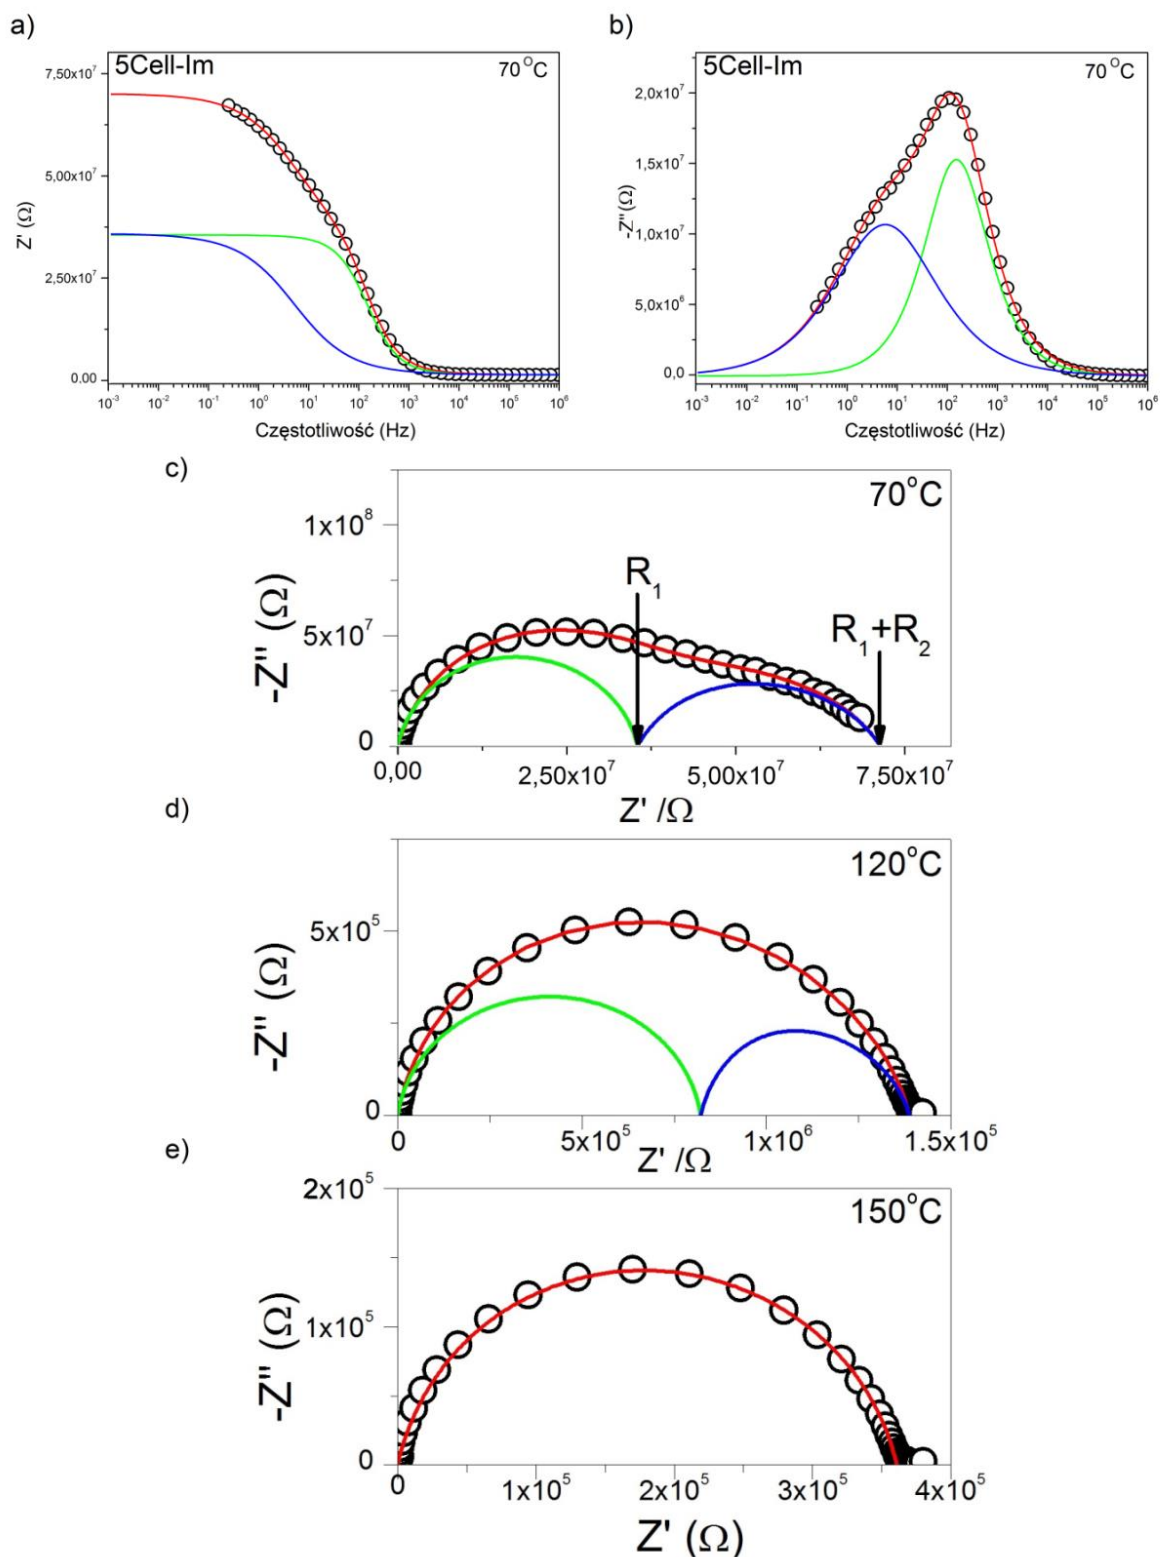 a)
5Cell-Im
70°C
Z' (Ω)
7,50x10⁷
5,00x10⁷
2,50x10⁷
0,00
10⁻³ 10⁻² 10⁻¹ 10⁰ 10¹ 10² 10³ 10⁴ 10⁵ 10⁶
Częstotliwość (Hz)
b)
5Cell-Im
70°C
-Z''(Ω)
2,0x10⁷
1,5x10⁷
1,0x10⁷
5,0x10⁶
0,0
10⁻³ 10⁻² 10⁻¹ 10⁰ 10¹ 10² 10³ 10⁴ 10⁵ 10⁶
Częstotliwość (Hz)
c)
70°C
-Z'' (Ω)
1x10⁸
5x10⁷
0
R₁
R₁+R₂
0,00 2,50x10⁷ 5,00x10⁷ 7,50x10⁷
Z' /Ω
d)
120°C
-Z'' (Ω)
5x10⁵
0
0 5x10⁵ 1x10⁶ 1.5x10⁶
Z' /Ω
e)
150°C
-Z'' (Ω)
2x10⁵
1x10⁵
0
0 1x10⁵ 2x10⁵ 3x10⁵ 4x10⁵
Z' (Ω)